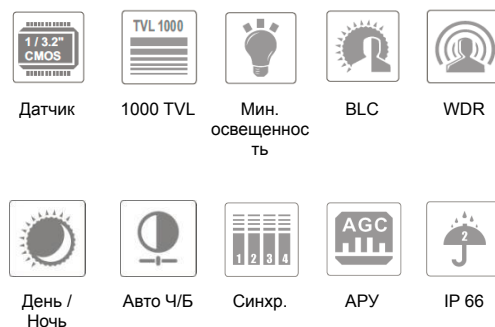 1 / 3.2"
CMOS
TVL 1000
Датчик
1000 TVL
Мин.
освещеннос
ть
BLC
WDR
1 2 3 4
AGC
2
День /
Ночь
Авто Ч/Б
Синхр.
АРУ
IP 66